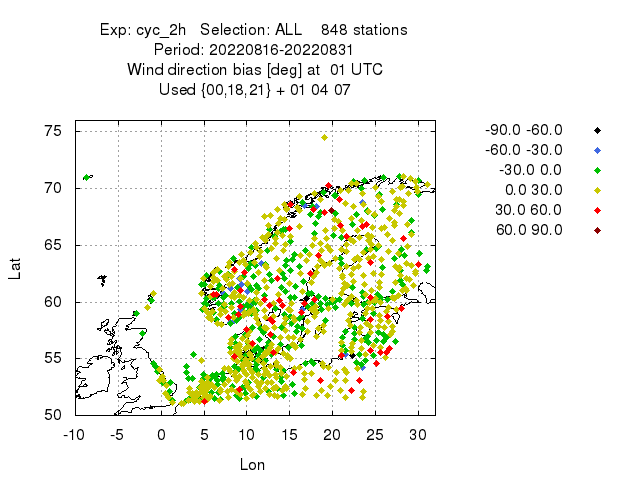 Exp: cyc_2h Selection: ALL 848 stations
Period: 20220816-20220831
Wind direction bias [deg] at 01 UTC
Used {00,18,21} + 01 04 07
75
70
65
60
55
50
Lat
-10 -5 0 5 10 15 20 25 30
Lon
-90.0 -60.0
-60.0 -30.0
-30.0 0.0
0.0 30.0
30.0 60.0
60.0 90.0